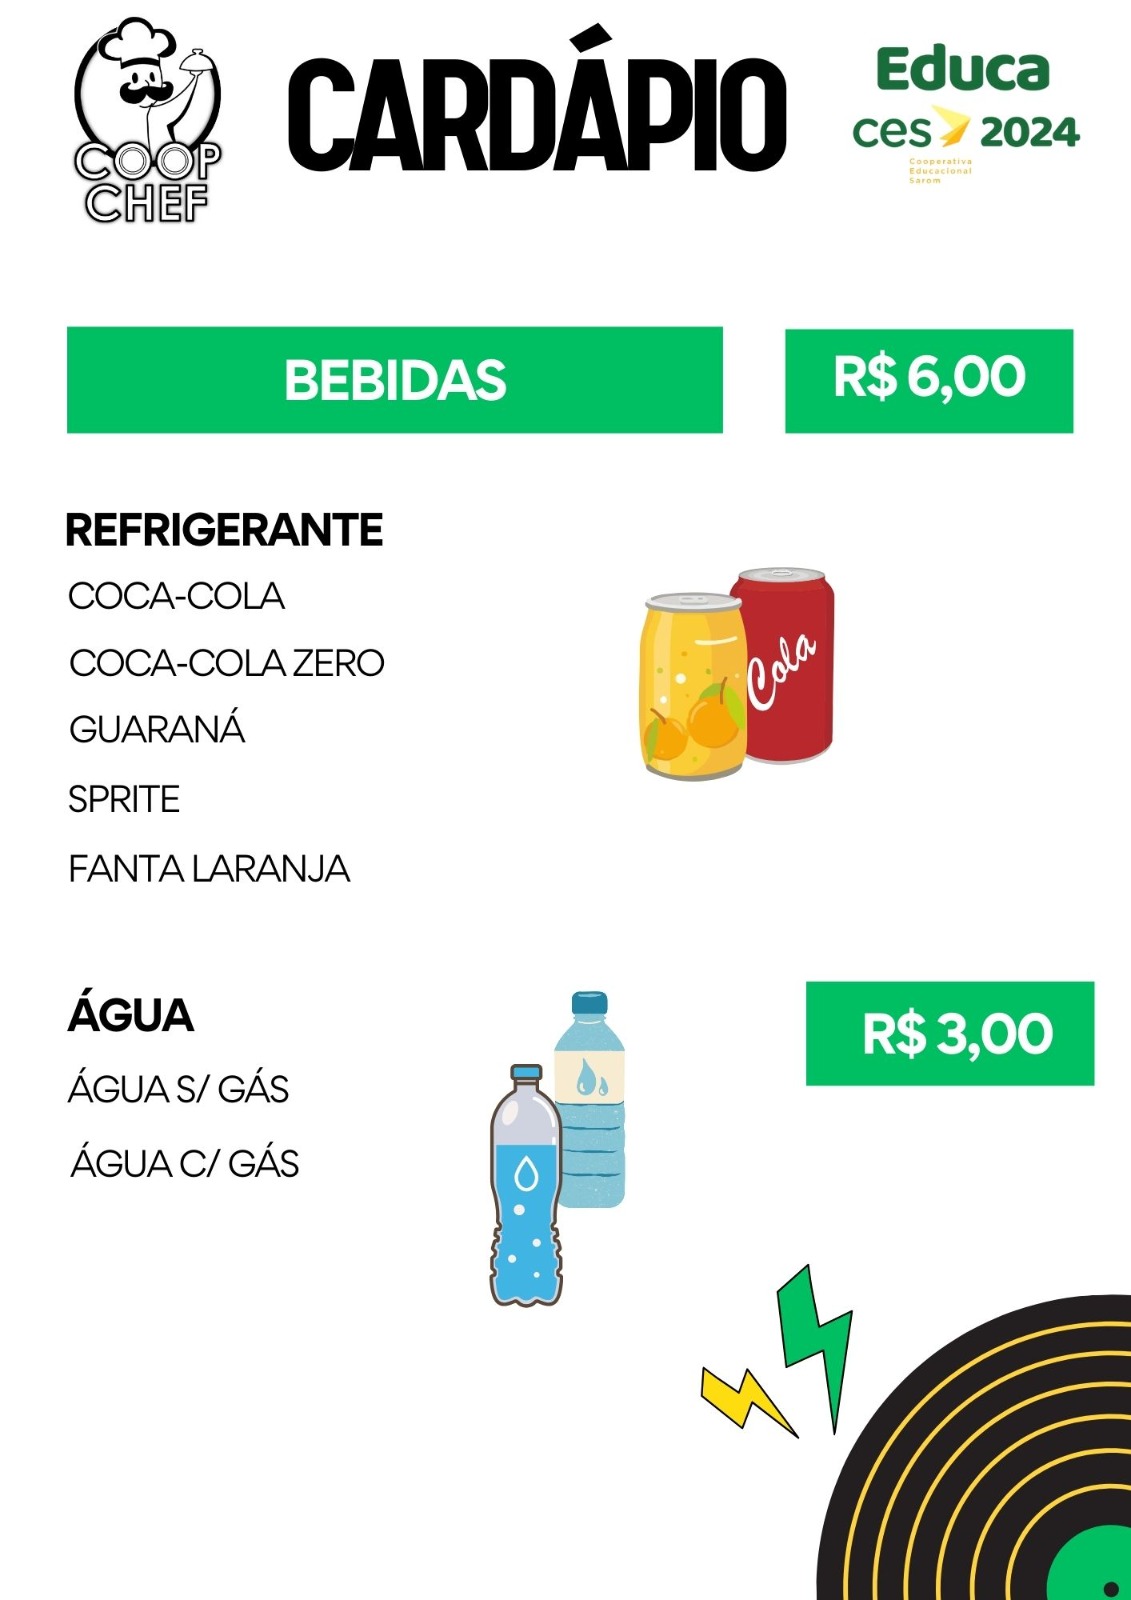 COOP
CHEF
CARDÁPIO
Educa
ces 2024
Cooperativa
Educacional
Sarom
BEBIDAS
R$ 6,00
REFRIGERANTE
COCA-COLA
COCA-COLA ZERO
GUARANÁ
SPRITE
FANTA LARANJA
Cola
ÁGUA
R$ 3,00
ÁGUA S/ GÁS
ÁGUA C/ GÁS